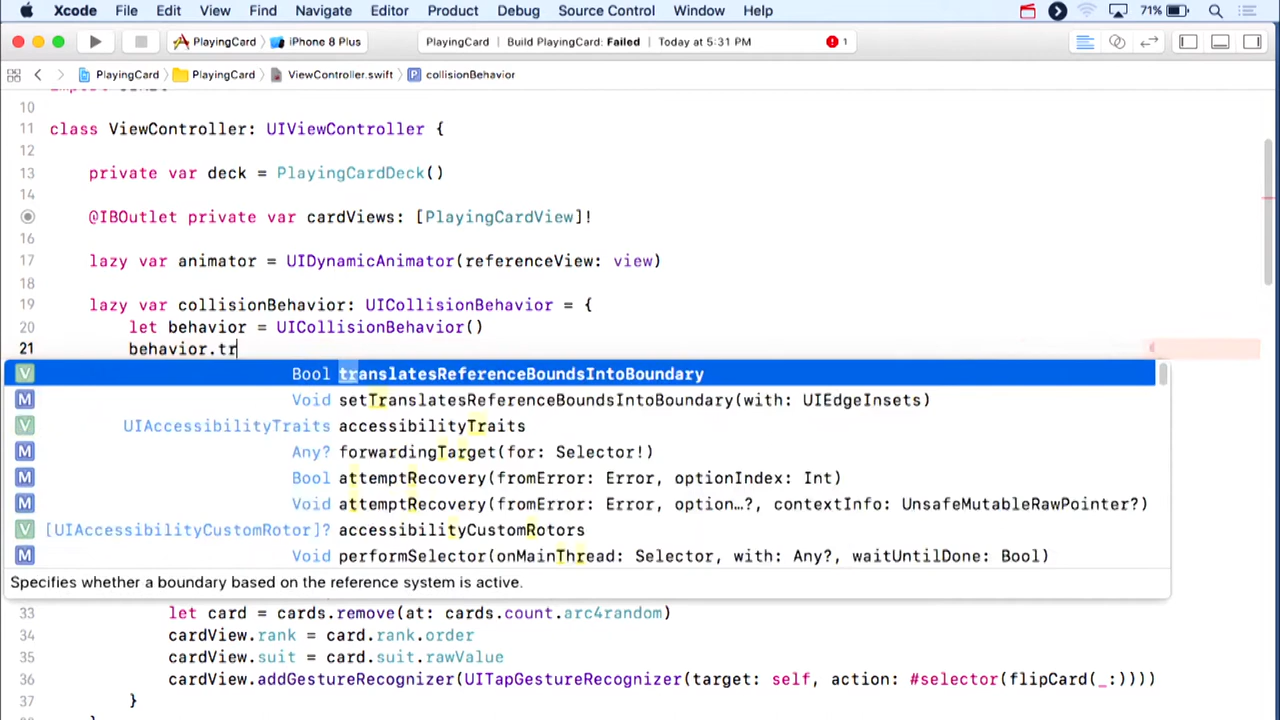 Xcode File Edit View Find Navigate Editor Product Debug Source Control Window Help 71%
PlayingCard iPhone 8 Plus PlayingCard Build PlayingCard: Failed Today at 5:31 PM 1
PlayingCard PlayingCard ViewController.swift P collisionBehavior
10
11 class ViewController: UIViewController {
12
13 private var deck = PlayingCardDeck()
14
@IBOutlet private var cardViews: [PlayingCardView]!
16
17 lazy var animator = UIDynamicAnimator(referenceView: view)
18
19 lazy var collisionBehavior: UICollisionBehavior = {
20 let behavior = UICollisionBehavior()
21 behavior.tr
V Bool translatesReferenceBoundsIntoBoundary
M Void setTranslatesReferenceBoundsIntoBoundary(with: UIEdgeInsets)
V UIAccessibilityTraits accessibilityTraits
M Any? forwardingTarget(for: Selector!)
M Bool attemptRecovery(fromError: Error, optionIndex: Int)
M Void attemptRecovery(fromError: Error, option…?, contextInfo: UnsafeMutableRawPointer?)
V [UIAccessibilityCustomRotor]? accessibilityCustomRotors
M Void performSelector(onMainThread: Selector, with: Any?, waitUntilDone: Bool)
Specifies whether a boundary based on the reference system is active.
33 let card = cards.remove(at: cards.count.arc4random)
34 cardView.rank = card.rank.order
35 cardView.suit = card.suit.rawValue
36 cardView.addGestureRecognizer(UITapGestureRecognizer(target: self, action: #selector(flipCard(_:))))
37 }